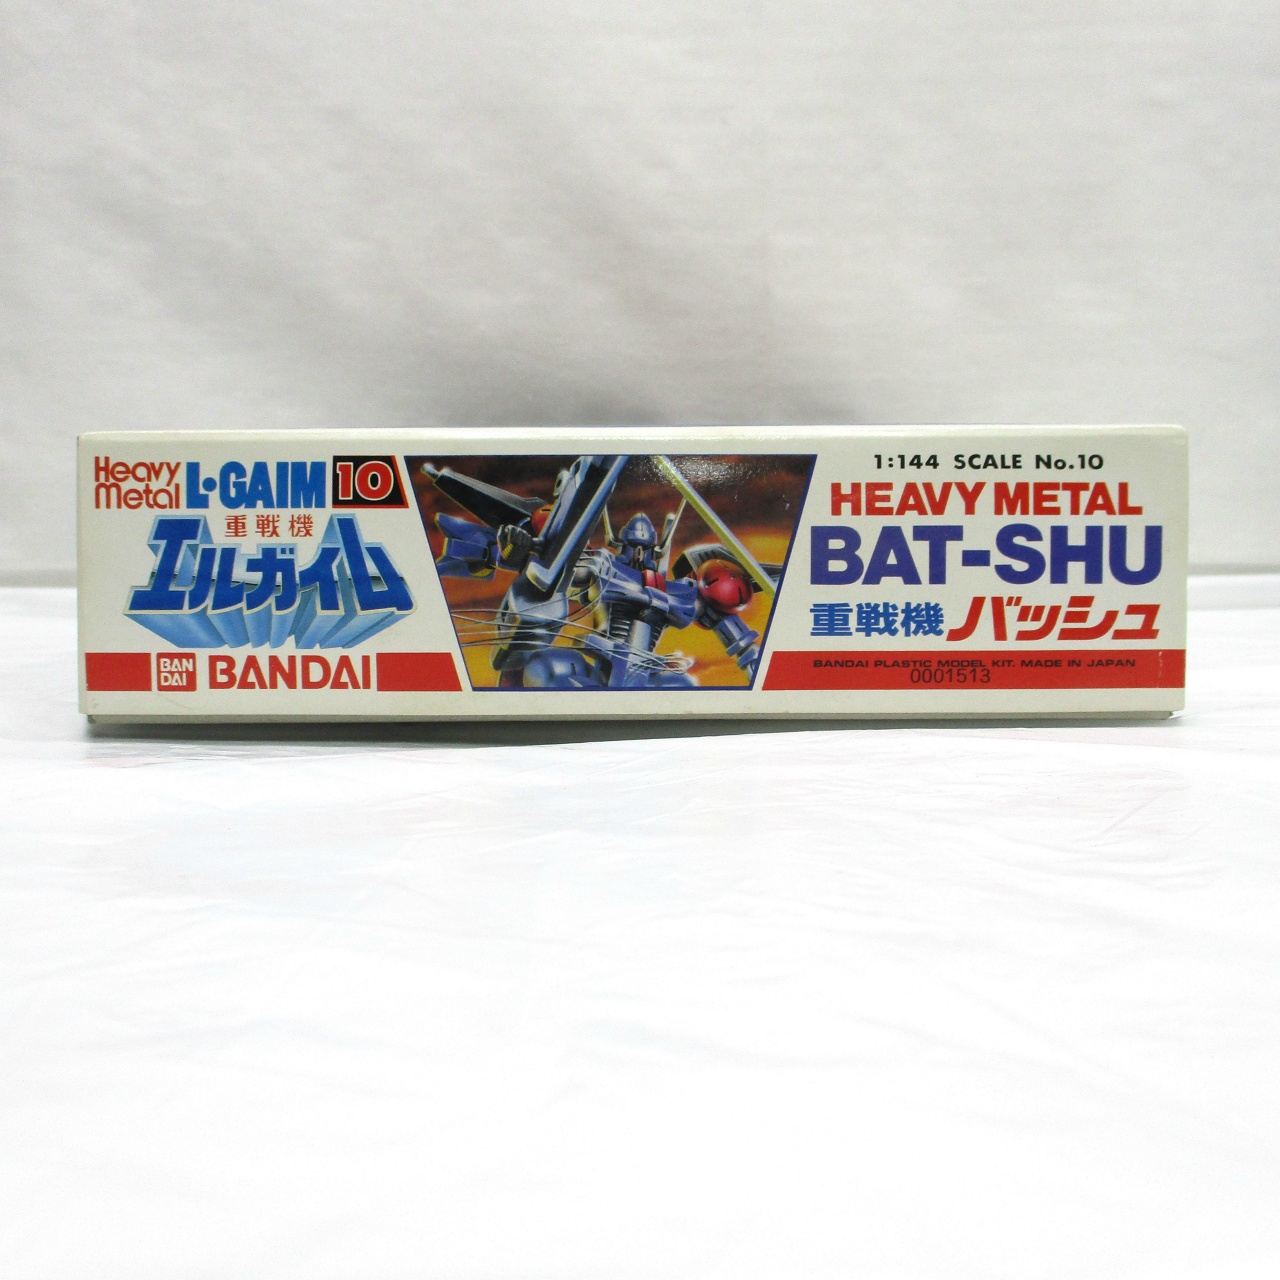 Heavy Metal L·GAIM 10
重戦機
エルガイム
BAN DAI BANDAI
1:144 SCALE No.10
HEAVY METAL
BAT-SHU
重戦機 バッシュ
BANDAI PLASTIC MODEL KIT. MADE IN JAPAN
0001513